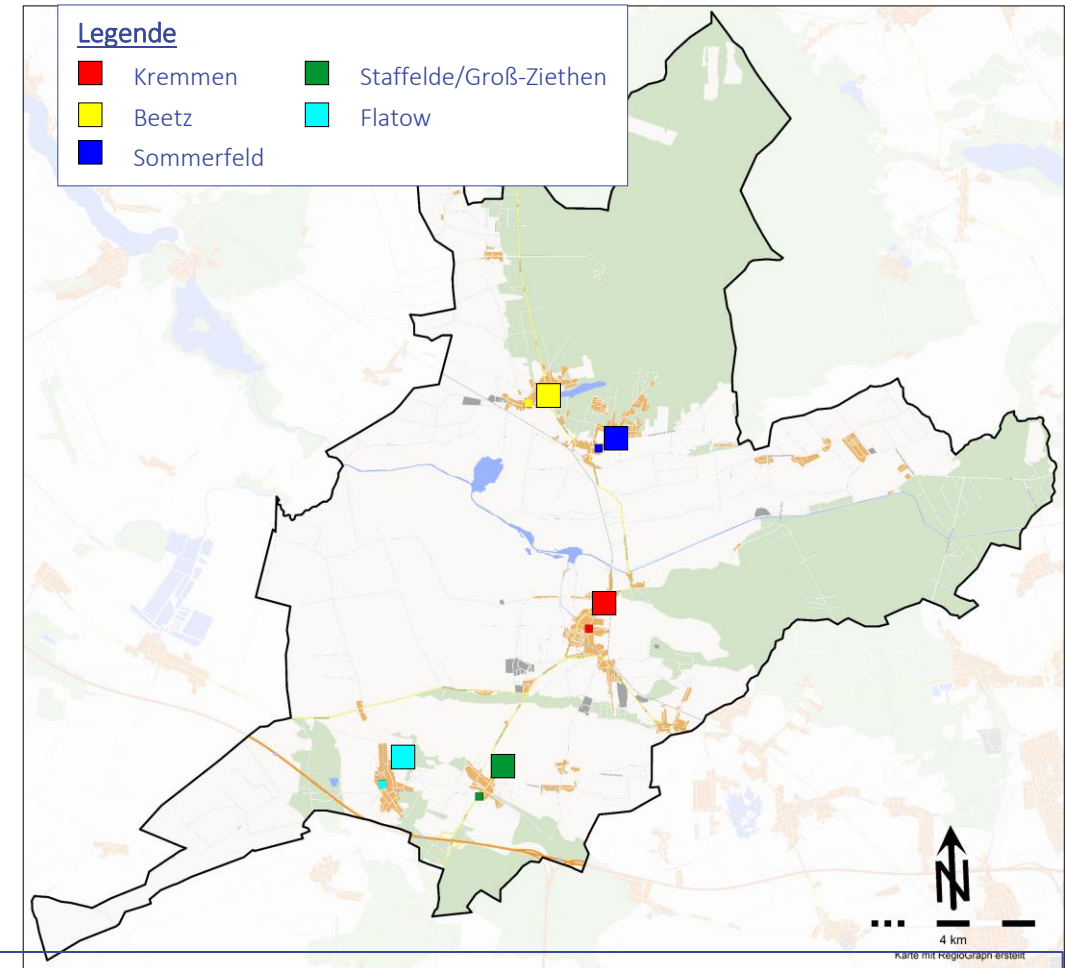 Legende
Kremmen
Staffelde/Groß-Ziethen
Beetz
Flatow
Sommerfeld
N
4 km
Karte mit RegioGraph erstellt